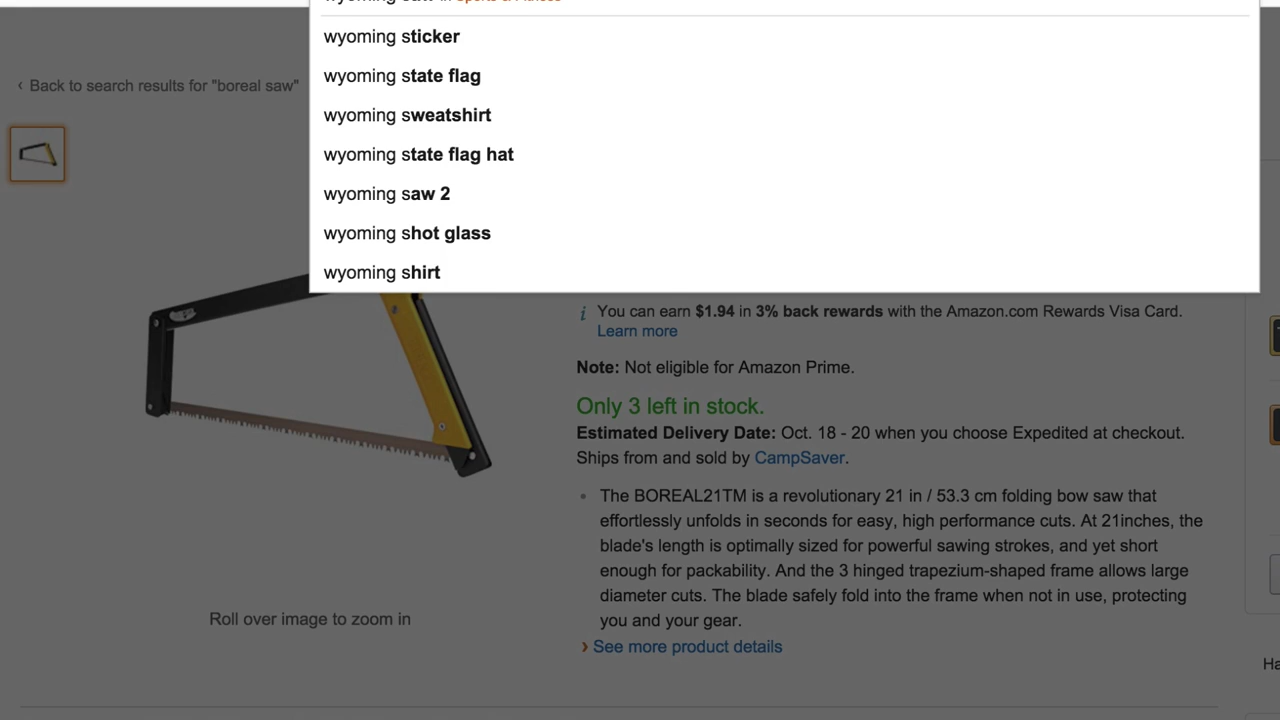 wyoming sticker
‹ Back to search results for "boreal saw"
wyoming state flag
wyoming sweatshirt
wyoming state flag hat
wyoming saw 2
wyoming shot glass
wyoming shirt
i You can earn $1.94 in 3% back rewards with the Amazon.com Rewards Visa Card.
Learn more
Note: Not eligible for Amazon Prime.
Only 3 left in stock.
Estimated Delivery Date: Oct. 18 - 20 when you choose Expedited at checkout.
Ships from and sold by CampSaver.
• The BOREAL21TM is a revolutionary 21 in / 53.3 cm folding bow saw that
effortlessly unfolds in seconds for easy, high performance cuts. At 21inches, the
blade's length is optimally sized for powerful sawing strokes, and yet short
enough for packability. And the 3 hinged trapezium-shaped frame allows large
diameter cuts. The blade safely fold into the frame when not in use, protecting
you and your gear.
Roll over image to zoom in
› See more product details
Ha